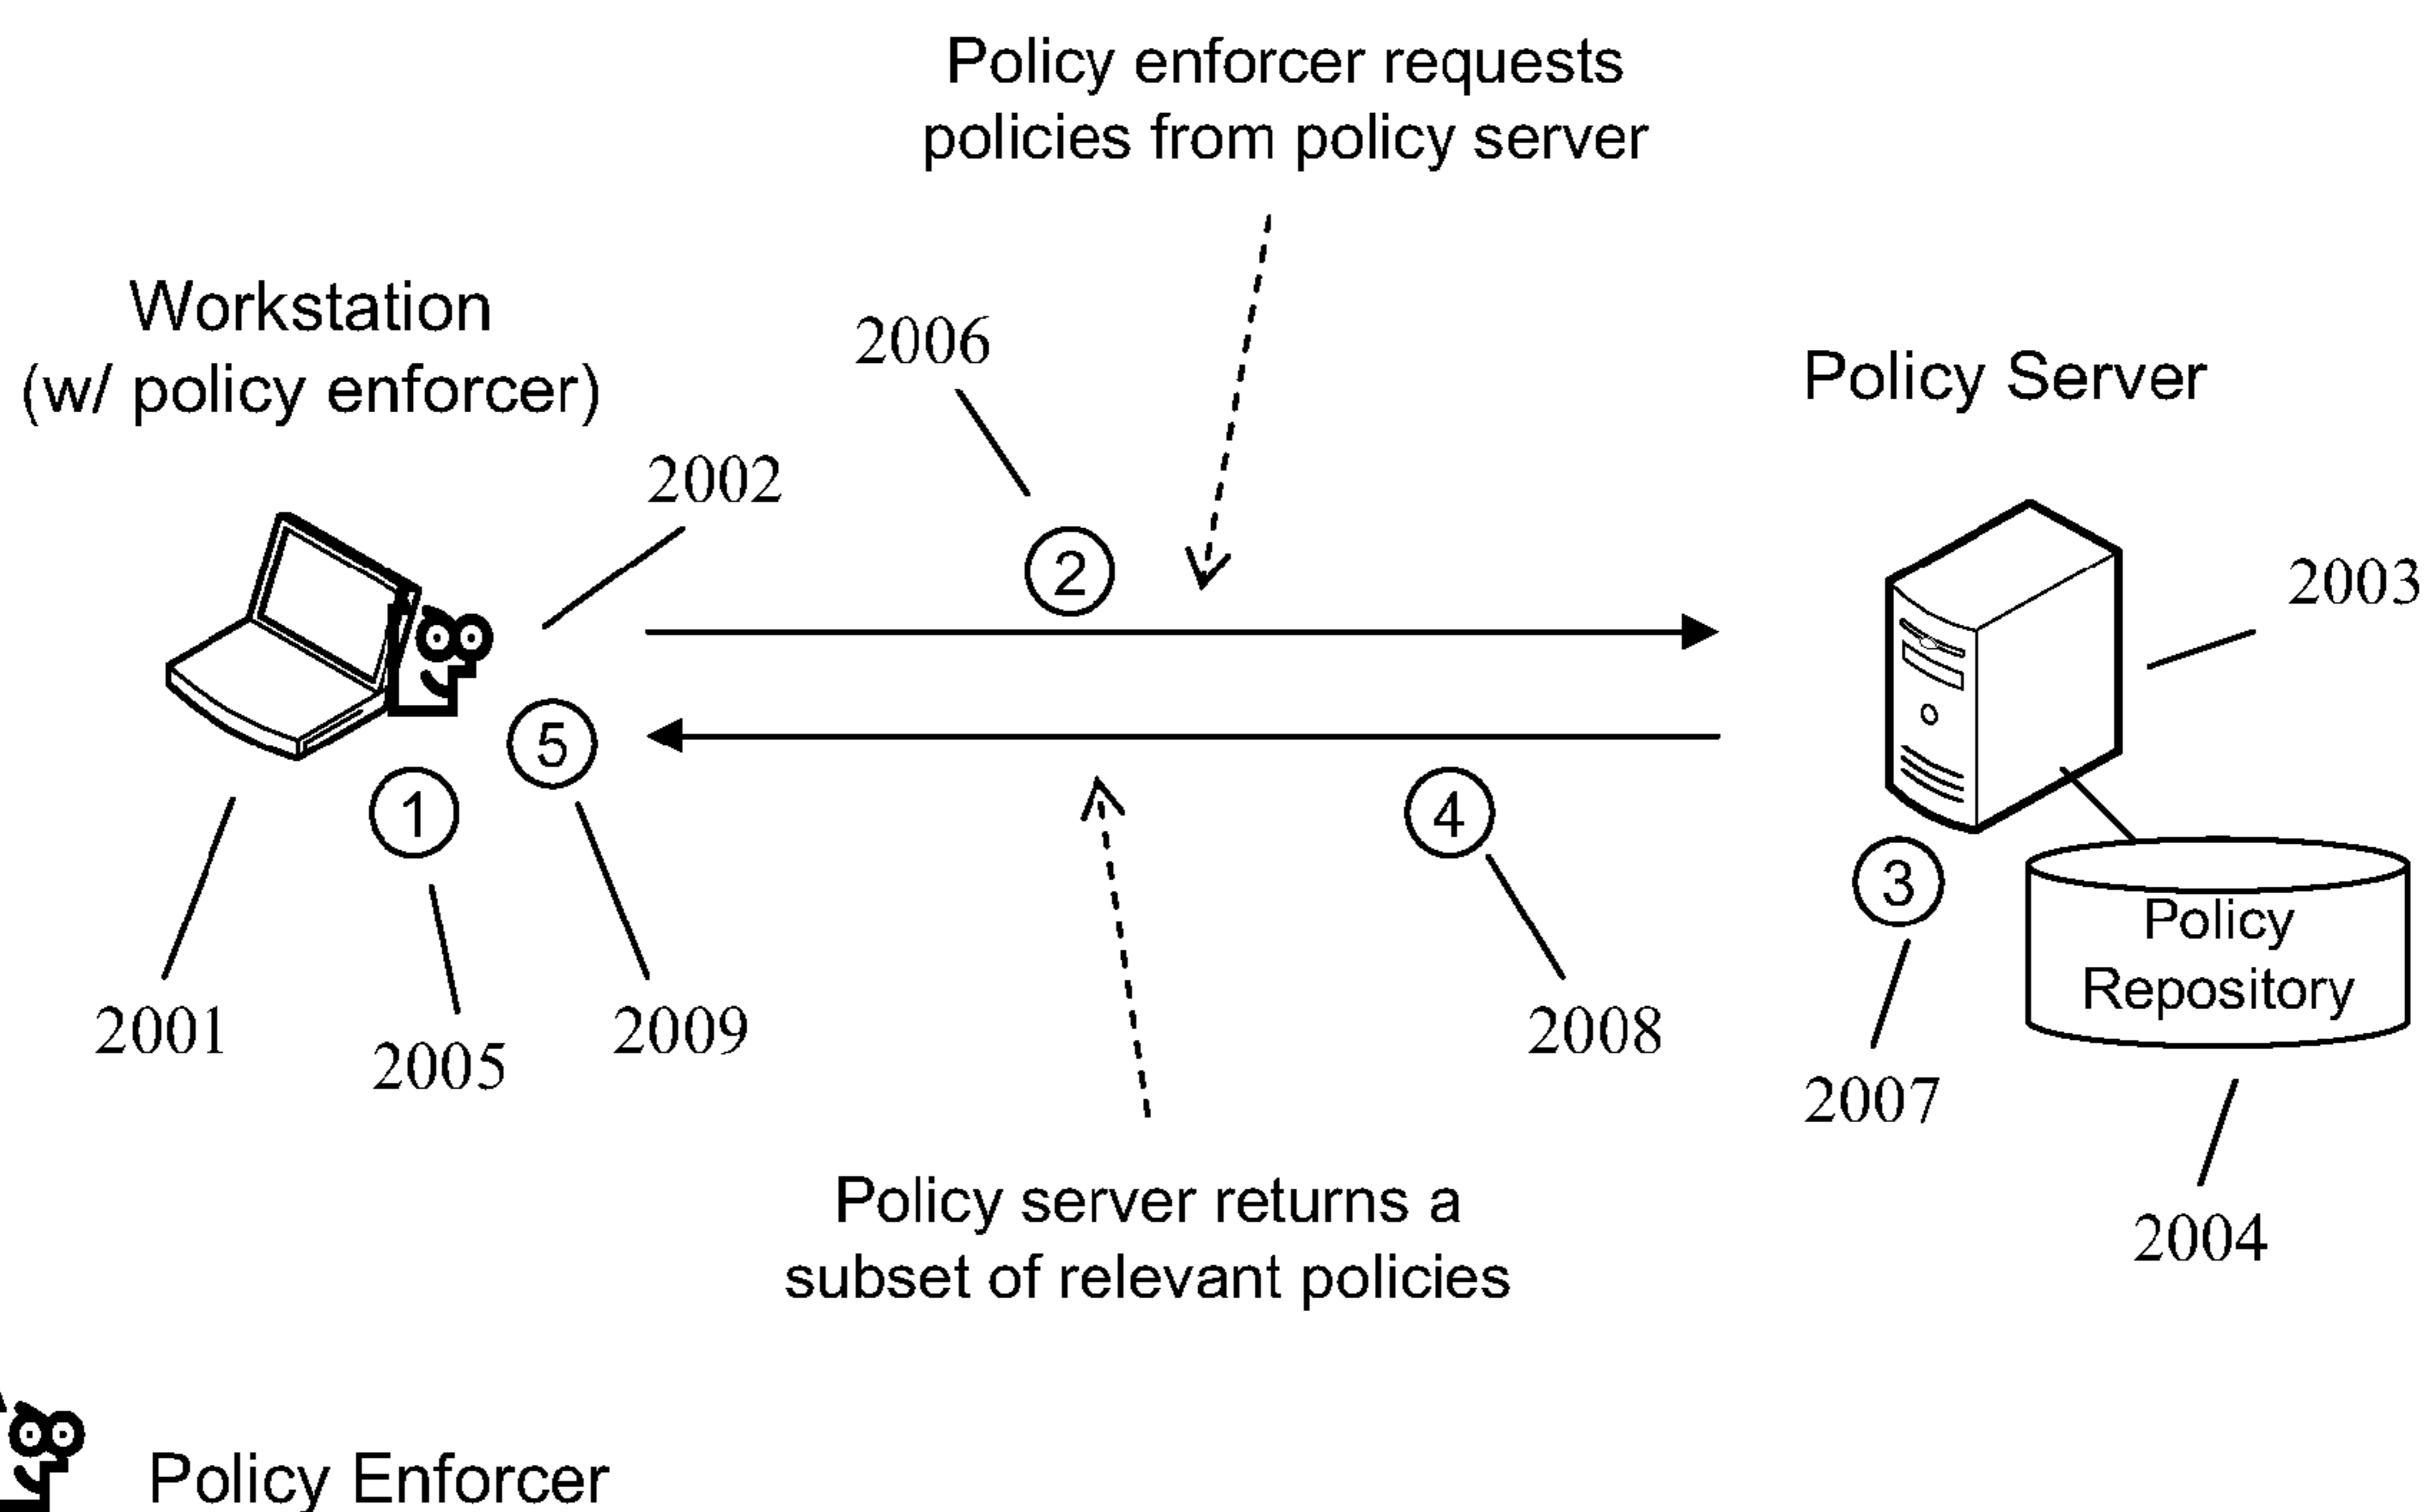 Policy enforcer requests
policies from policy server
Workstation
(w/ policy enforcer)
2006
Policy Server
2002
2
2003
5
1
4
3
Policy
Repository
2001
2005
2009
2008
2007
2004
Policy server returns a
subset of relevant policies
Policy Enforcer